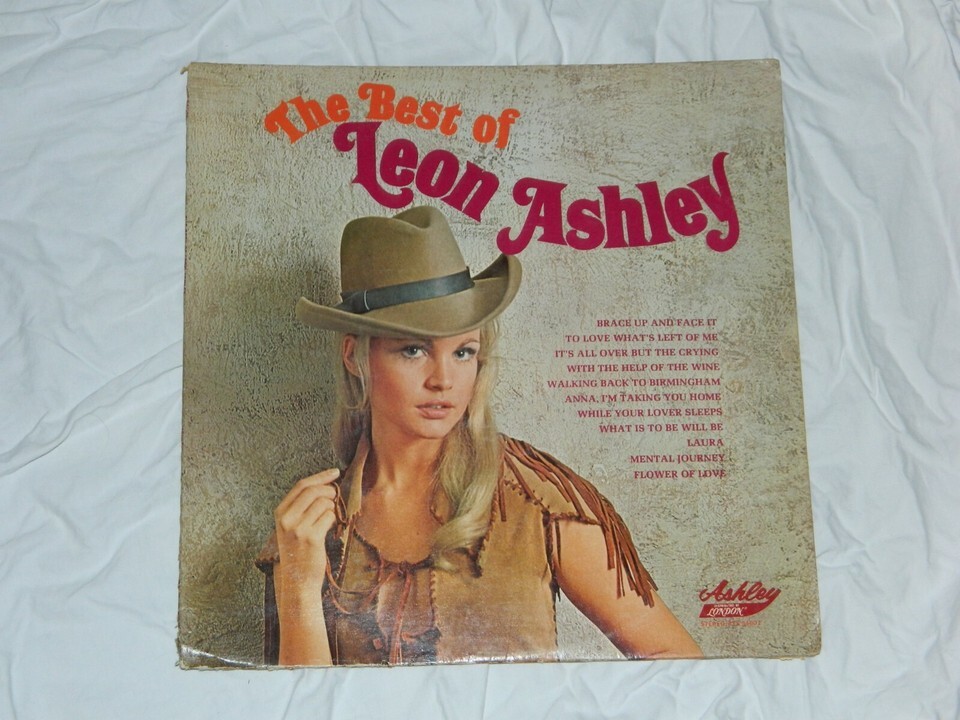 The Best of
Leon Ashley
BRACE UP AND FACE IT
TO LOVE WHAT'S LEFT OF ME
IT'S ALL OVER BUT THE CRYING
WITH THE HELP OF THE WINE
WALKING BACK TO BIRMINGHAM
ANNA, I'M TAKING YOU HOME
WHILE YOUR LOVER SLEEPS
WHAT IS TO BE WILL BE
LAURA
MENTAL JOURNEY
FLOWER OF LOVE
Ashley
LONDON
STEREO